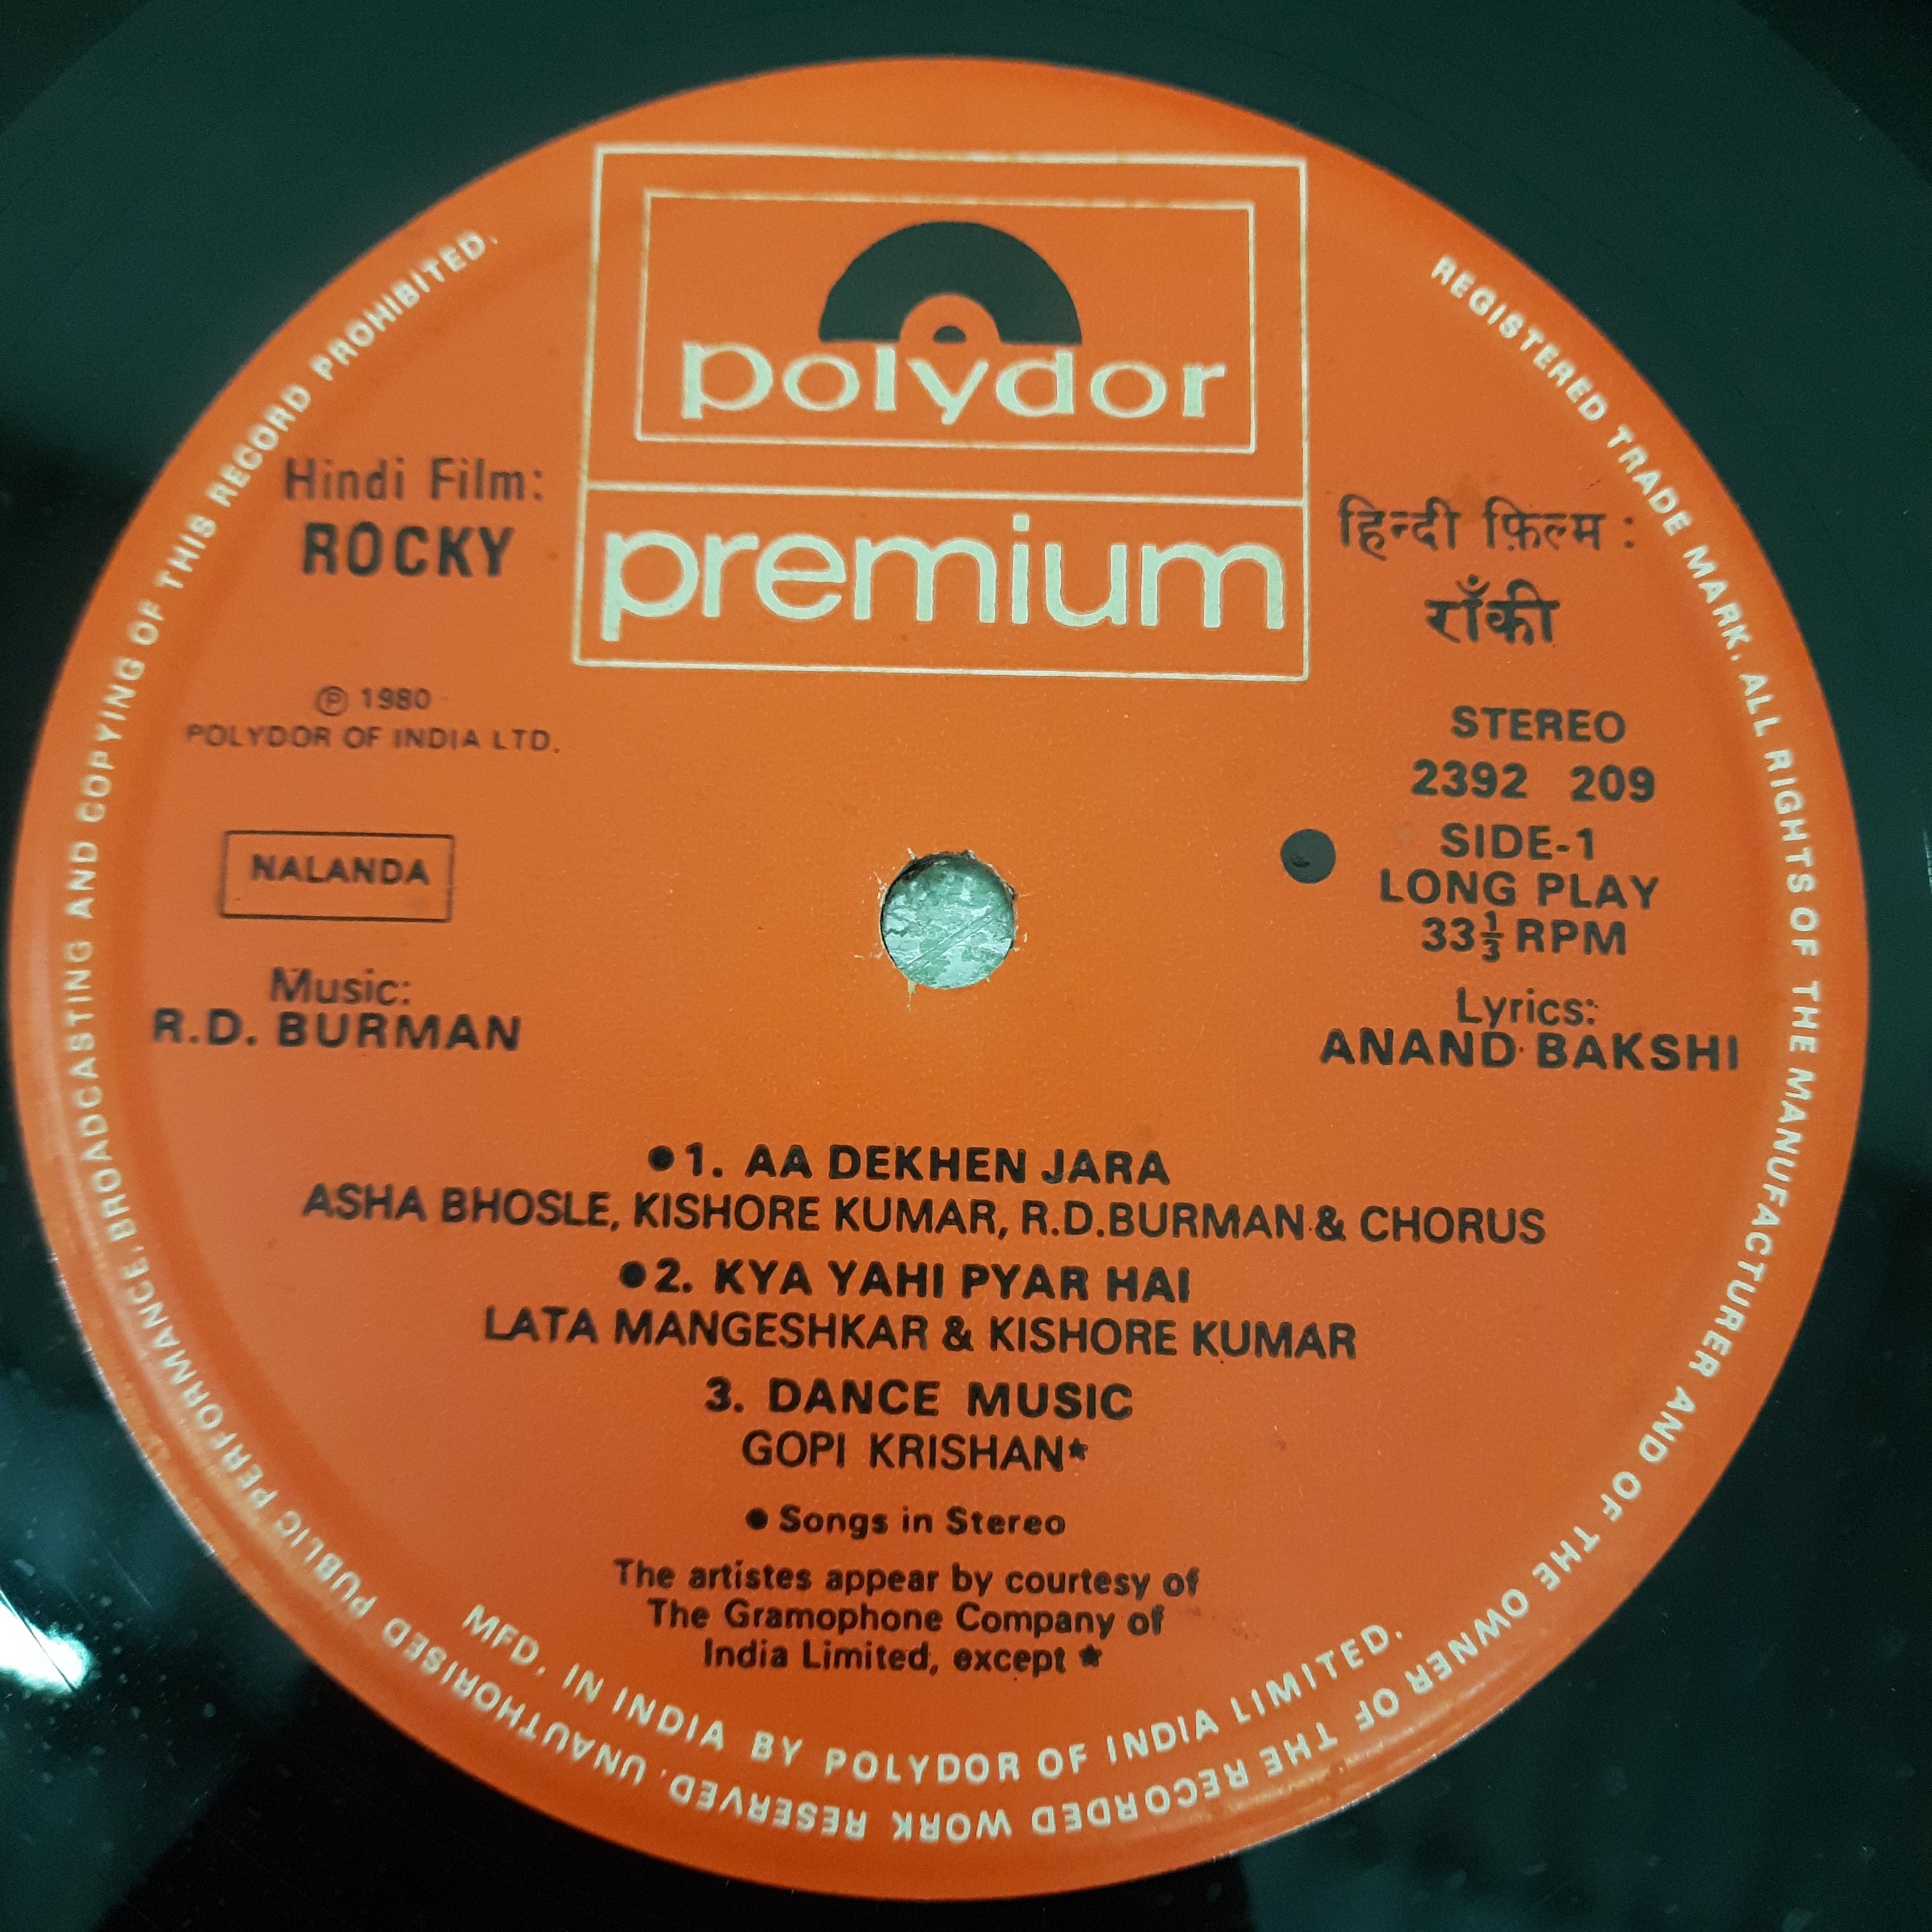 polydor
premium
Hindi Film:
ROCKY
हिन्दी फ़िल्म :
रॉंकी
℗ 1980
POLYDOR OF INDIA LTD.
STEREO
2392 209
NALANDA
SIDE-1
LONG PLAY
33⅓ RPM
Music:
R.D. BURMAN
Lyrics:
ANAND BAKSHI
●1. AA DEKHEN JARA
ASHA BHOSLE, KISHORE KUMAR, R.D.BURMAN & CHORUS
●2. KYA YAHI PYAR HAI
LATA MANGESHKAR & KISHORE KUMAR
3. DANCE MUSIC
GOPI KRISHAN★
● Songs in Stereo
The artistes appear by courtesy of
The Gramophone Company of
India Limited, except ★
MFD. IN INDIA BY POLYDOR OF INDIA LIMITED.
REGISTERED TRADE MARK. ALL RIGHTS OF THE MANUFACTURER AND OF THE OWNER OF THE RECORDED WORK RESERVED. UNAUTHORISED PUBLIC PERFORMANCE, BROADCASTING AND COPYING OF THIS RECORD PROHIBITED.